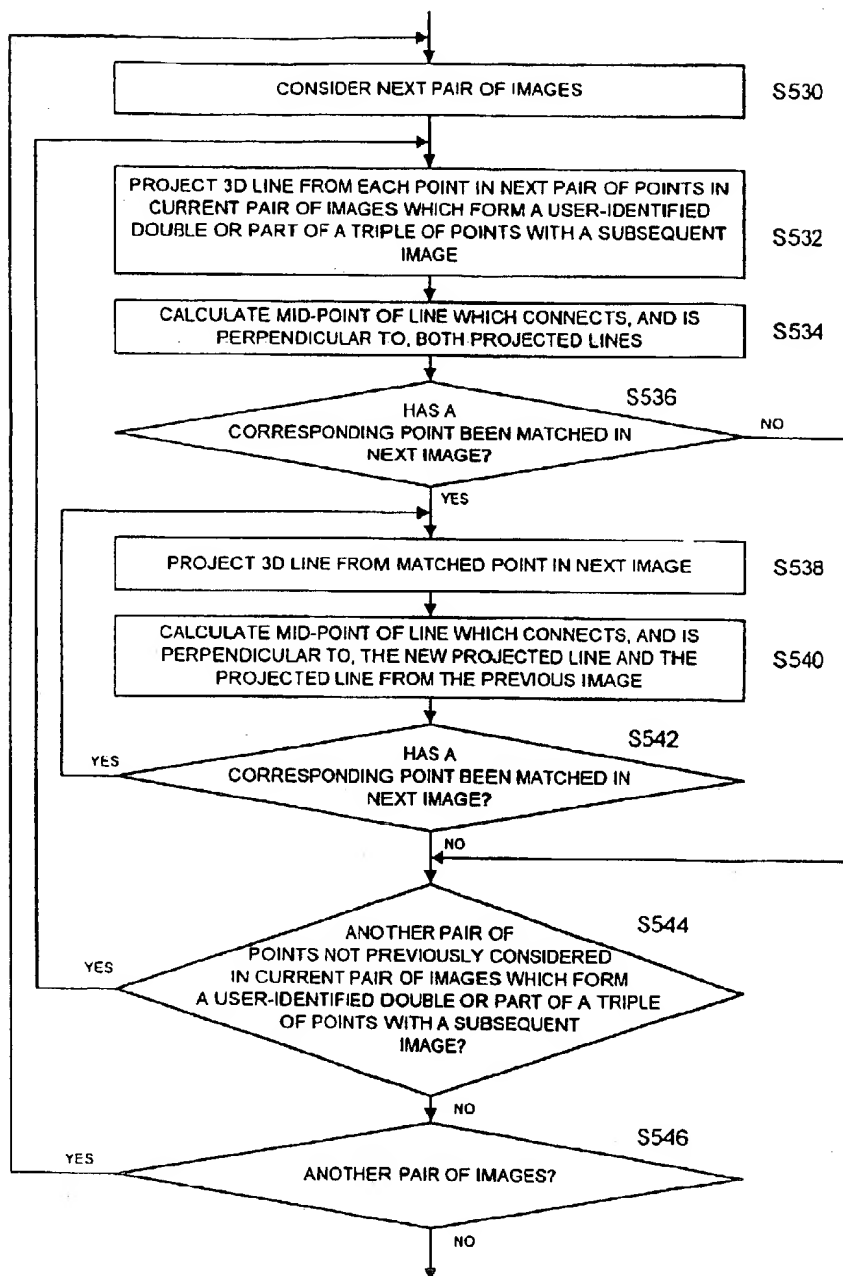 CONSIDER NEXT PAIR OF IMAGES
S530
PROJECT 3D LINE FROM EACH POINT IN NEXT PAIR OF POINTS IN
CURRENT PAIR OF IMAGES WHICH FORM A USER-IDENTIFIED
DOUBLE OR PART OF A TRIPLE OF POINTS WITH A SUBSEQUENT
IMAGE
S532
CALCULATE MID-POINT OF LINE WHICH CONNECTS, AND IS
PERPENDICULAR TO, BOTH PROJECTED LINES
S534
S536
HAS A
CORRESPONDING POINT BEEN MATCHED IN
NEXT IMAGE?
NO
YES
PROJECT 3D LINE FROM MATCHED POINT IN NEXT IMAGE
S538
CALCULATE MID-POINT OF LINE WHICH CONNECTS, AND IS
PERPENDICULAR TO, THE NEW PROJECTED LINE AND THE
PROJECTED LINE FROM THE PREVIOUS IMAGE
S540
S542
YES
HAS A
CORRESPONDING POINT BEEN MATCHED IN
NEXT IMAGE?
NO
S544
YES
ANOTHER PAIR OF
POINTS NOT PREVIOUSLY CONSIDERED
IN CURRENT PAIR OF IMAGES WHICH FORM
A USER-IDENTIFIED DOUBLE OR PART OF A TRIPLE
OF POINTS WITH A SUBSEQUENT
IMAGE?
NO
S546
YES
ANOTHER PAIR OF IMAGES?
NO